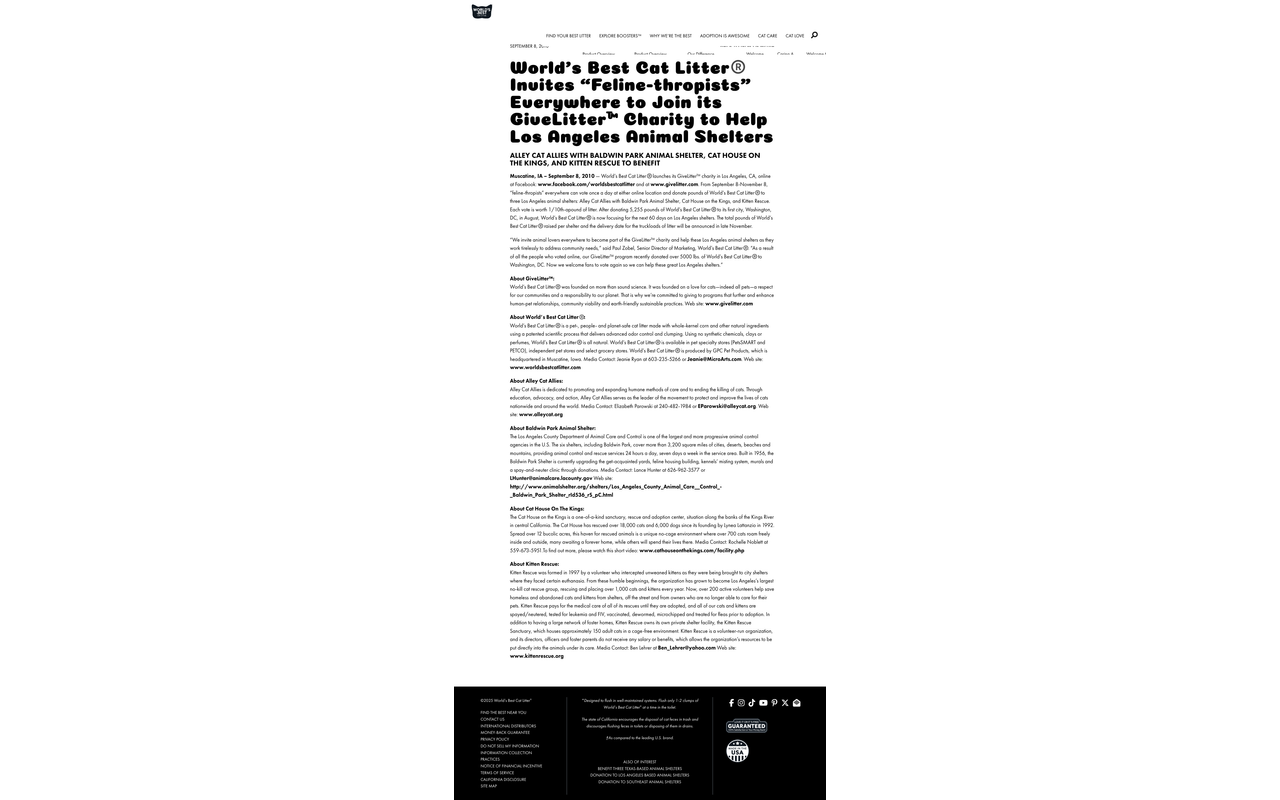 WORLD'S BEST
FIND YOUR BEST LITTER EXPLORE BOOSTERS™ WHY WE'RE THE BEST ADOPTION IS AWESOME CAT CARE CAT LOVE
SEPTEMBER 8,
Product Overview Product Overview Our Difference Welcome Caring 4 Welcome
World's Best Cat Litter®
Invites “Feline-thropists”
Everywhere to Join its
GiveLitter™ Charity to Help
Los Angeles Animal Shelters
ALLEY CAT ALLIES WITH BALDWIN PARK ANIMAL SHELTER, CAT HOUSE ON
THE KINGS, AND KITTEN RESCUE TO BENEFIT
Muscatine, IA – September 8, 2010 — World's Best Cat Litter® launches its GiveLitter™ charity in Los Angeles, CA, online
at Facebook: www.facebook.com/worldsbestcatlitter and at www.givelitter.com. From September 8-November 8,
“feline-thropists” everywhere can vote once a day at either online location and donate pounds of World's Best Cat Litter® to
three Los Angeles animal shelters: Alley Cat Allies with Baldwin Park Animal Shelter, Cat House on the Kings, and Kitten Rescue.
Each vote is worth 1/10th-apound of litter. After donating 5,255 pounds of World's Best Cat Litter® to its first city, Washington,
DC, in August, World's Best Cat Litter® is now focusing for the next 60 days on Los Angeles shelters. The total pounds of World's
Best Cat Litter® raised per shelter and the delivery date for the truckloads of litter will be announced in late November.
“We invite animal lovers everywhere to become part of the GiveLitter™ charity and help these Los Angeles animal shelters as they
work tirelessly to address community needs,” said Paul Zobel, Senior Director of Marketing, World's Best Cat Litter®. “As a result
of all the people who voted online, our GiveLitter™ program recently donated over 5000 lbs. of World's Best Cat Litter® to
Washington, DC. Now we welcome fans to vote again so we can help these great Los Angeles shelters.”
About GiveLitter™:
World's Best Cat Litter® was founded on more than sound science. It was founded on a love for cats—indeed all pets—a respect
for our communities and a responsibility to our planet. That is why we're committed to giving to programs that further and enhance
human-pet relationships, community viability and earth-friendly sustainable practices. Web site: www.givelitter.com
About World's Best Cat Litter®:
World's Best Cat Litter® is a pet-, people- and planet-safe cat litter made with whole-kernel corn and other natural ingredients
using a patented scientific process that delivers advanced odor control and clumping. Using no synthetic chemicals, clays or
perfumes, World's Best Cat Litter® is all natural. World's Best Cat Litter® is available in pet specialty stores (PetsSMART and
PETCO), independent pet stores and select grocery stores. World's Best Cat Litter® is produced by GPC Pet Products, which is
headquartered in Muscatine, Iowa. Media Contact: Jeanie Ryan at 603-235-5266 or Jeanie@MicroArts.com. Web site:
www.worldsbestcatlitter.com
About Alley Cat Allies:
Alley Cat Allies is dedicated to promoting and expanding humane methods of care and to ending the killing of cats. Through
education, advocacy, and action, Alley Cat Allies serves as the leader of the movement to protect and improve the lives of cats
nationwide and around the world. Media Contact: Elizabeth Parowski at 240-482-1984 or EParowski@alleycat.org. Web
site: www.alleycat.org
About Baldwin Park Animal Shelter:
The Los Angeles County Department of Animal Care and Control is one of the largest and more progressive animal control
agencies in the U.S. The six shelters, including Baldwin Park, cover more than 3,200 square miles of cities, deserts, beaches and
mountains, providing animal control and rescue services 24 hours a day, seven days a week in the service area. Built in 1956, the
Baldwin Park Shelter is currently upgrading the get-acquainted yards, feline housing building, kennels' misting system, murals and
a spay-and-neuter clinic through donations. Media Contact: Lance Hunter at 626-962-3577 or
LHunter@animalcare.lacounty.gov Web site:
http://www.animalshelter.org/shelters/Los_Angeles_County_Animal_Care__Control_-
_Baldwin_Park_Shelter_rId536_rS_pC.html
About Cat House On The Kings:
The Cat House on the Kings is a one-of-a-kind sanctuary, rescue and adoption center, situation along the banks of the Kings River
in central California. The Cat House has rescued over 18,000 cats and 6,000 dogs since its founding by Lynea Lattanzio in 1992.
Spread over 12 bucolic acres, this haven for rescued animals is a unique no-cage environment where over 700 cats roam freely
inside and outside, many awaiting a forever home, while others will spend their lives there. Media Contact: Rochelle Noblett at
559-673-5951 To find out more, please watch this short video: www.cathouseonthekings.com/facility.php
About Kitten Rescue:
Kitten Rescue was formed in 1997 by a volunteer who intercepted unweaned kittens as they were being brought to city shelters
where they faced certain euthanasia. From these humble beginnings, the organization has grown to become Los Angeles's largest
no-kill cat rescue group, rescuing and placing over 1,000 cats and kittens every year. Now, over 200 active volunteers help save
homeless and abandoned cats and kittens from shelters, off the street and from owners who are no longer able to care for their
pets. Kitten Rescue pays for the medical care of all of its rescues until they are adopted, and all of our cats and kittens are
spayed/neutered, tested for leukemia and FIV, vaccinated, dewormed, microchipped and treated for fleas prior to adoption. In
addition to having a large network of foster homes, Kitten Rescue owns its own private shelter facility, the Kitten Rescue
Sanctuary, which houses approximately 150 adult cats in a cage-free environment. Kitten Rescue is a volunteer-run organization,
and its directors, officers and foster parents do not receive any salary or benefits, which allows the organization's resources to be
put directly into the animals under its care. Media Contact: Ben Lehrer at Ben_Lehrer@yahoo.com Web site:
www.kittenrescue.org
©2025 World's Best Cat Litter®
FIND THE BEST NEAR YOU
CONTACT US
INTERNATIONAL DISTRIBUTORS
MONEY-BACK GUARANTEE
PRIVACY POLICY
DO NOT SELL MY INFORMATION
INFORMATION COLLECTION
PRACTICES
NOTICE OF FINANCIAL INCENTIVE
TERMS OF SERVICE
CALIFORNIA DISCLOSURE
SITE MAP
**Designed to flush in well-maintained systems. Flush only 1-2 clumps of
World's Best Cat Litter® at a time in the toilet.
The state of California encourages the disposal of cat feces in trash and
discourages flushing feces in toilets or disposing of them in drains.
‡As compared to the leading U.S. brand.
ALSO OF INTEREST
BENEFIT THREE TEXAS-BASED ANIMAL SHELTERS
DONATION TO LOS ANGELES BASED ANIMAL SHELTERS
DONATION TO SOUTHEAST ANIMAL SHELTERS
GUARANTEED
USA